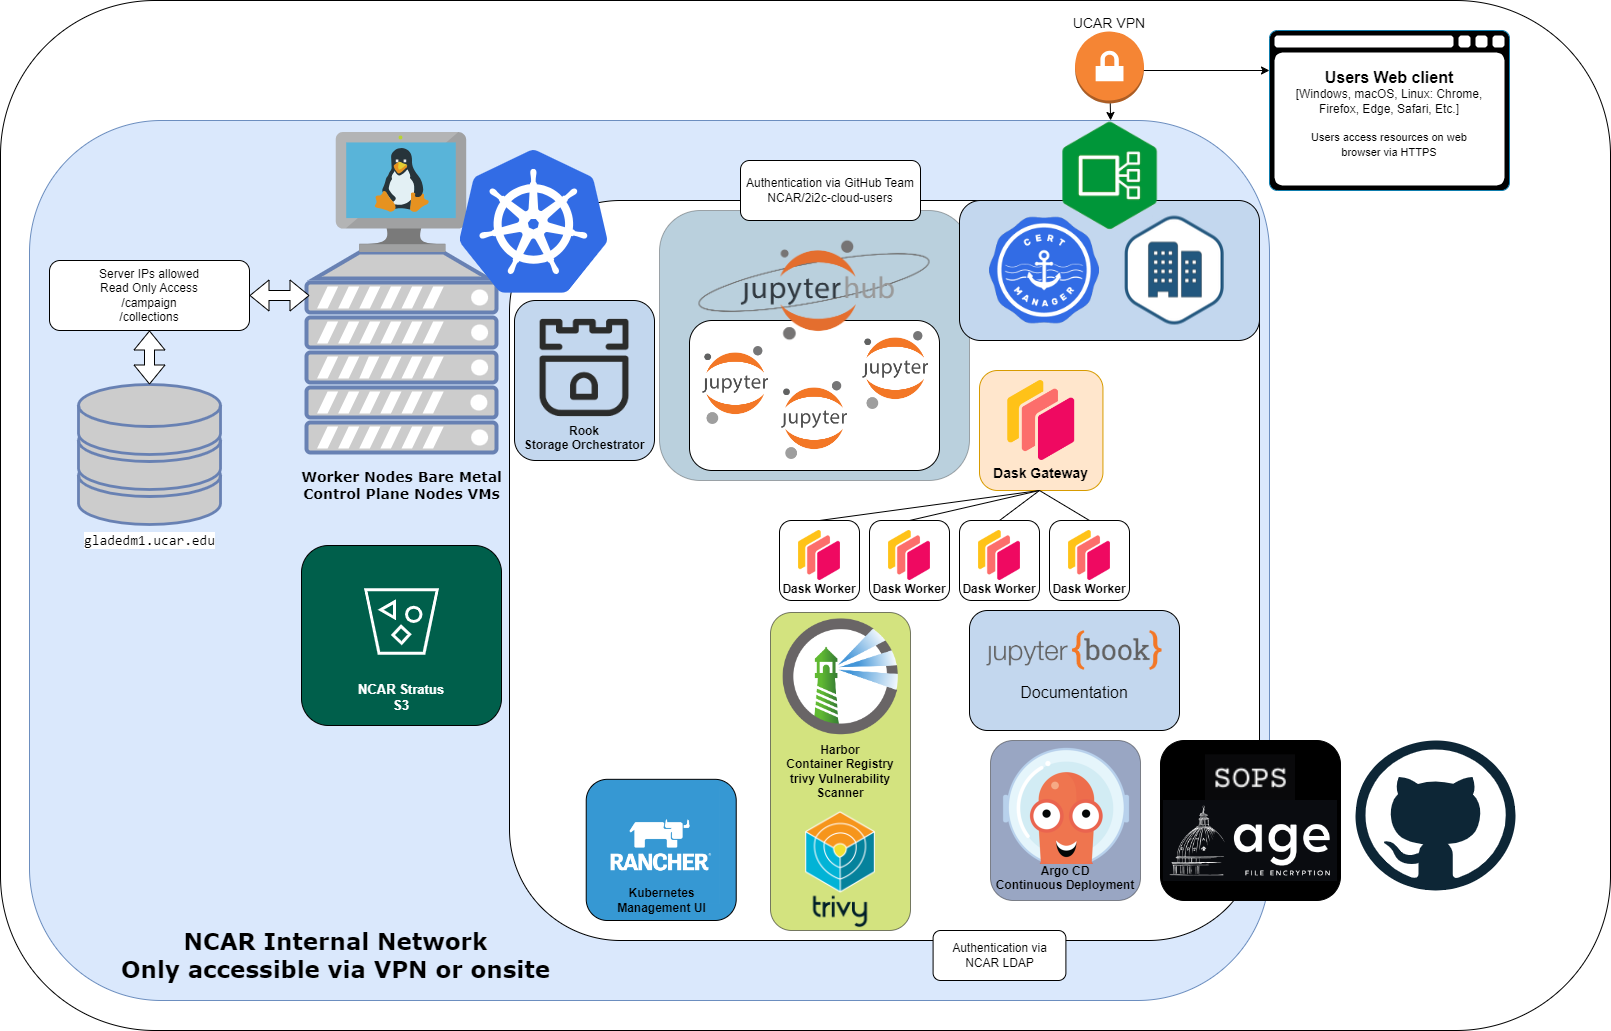 UCAR VPN
Users Web client
[Windows, macOS, Linux: Chrome,
Firefox, Edge, Safari, Etc.]
Users access resources on web
browser via HTTPS
Authentication via GitHub Team
NCAR/2i2c-cloud-users
CERT
MANAGER
jupyterhub
Server IPs allowed
Read Only Access
/campaign
/collections
jupyter
jupyter
jupyter
Rook
Storage Orchestrator
Dask Gateway
Worker Nodes Bare Metal
Control Plane Nodes VMs
gladedm1.ucar.edu
Dask Worker
Dask Worker
Dask Worker
Dask Worker
jupyter {book}
Documentation
NCAR Stratus
S3
Harbor
Container Registry
trivy Vulnerability
Scanner
trivy
SOPS
age
FILE ENCRYPTION
RANCHER
Kubernetes
Management UI
Argo CD
Continuous Deployment
NCAR Internal Network
Only accessible via VPN or onsite
Authentication via
NCAR LDAP